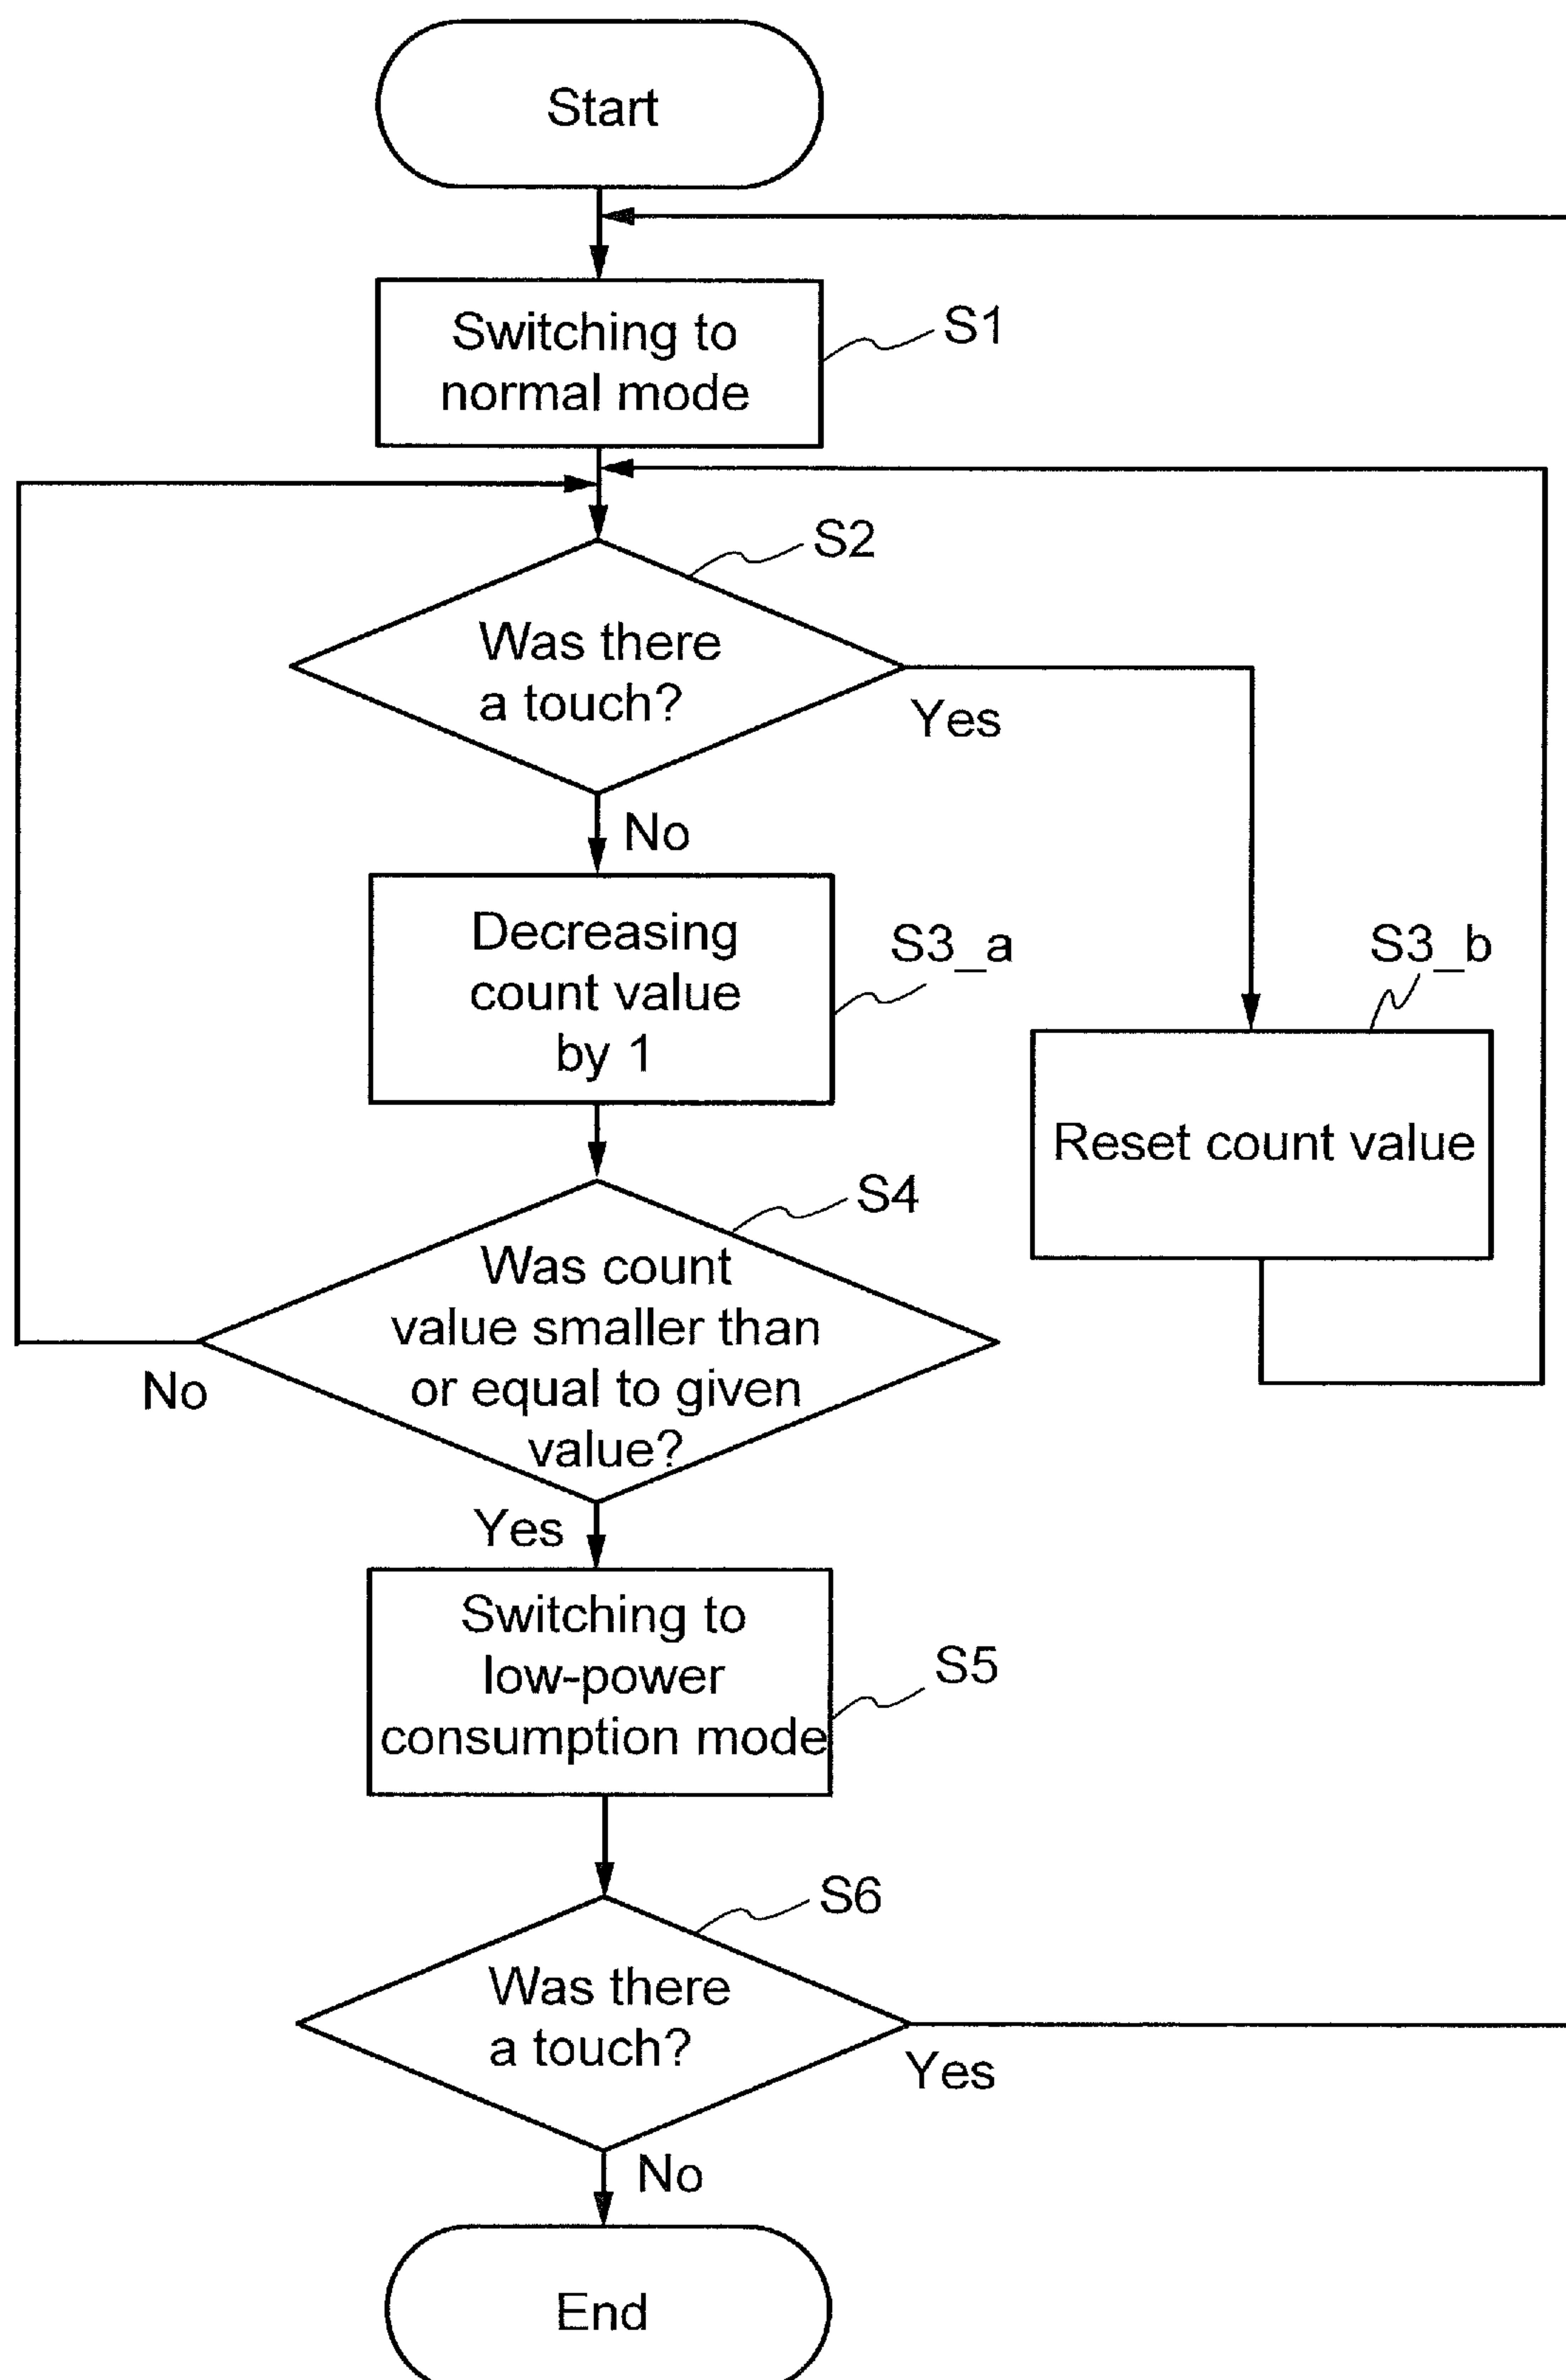 Start
Switching to
normal mode
S1
S2
Was there
a touch?
Yes
No
Decreasing
count value
by 1
S3_a
S3_b
Reset count value
S4
Was count
value smaller than
or equal to given
value?
No
Yes
Switching to
low-power
consumption mode
S5
S6
Was there
a touch?
Yes
No
End